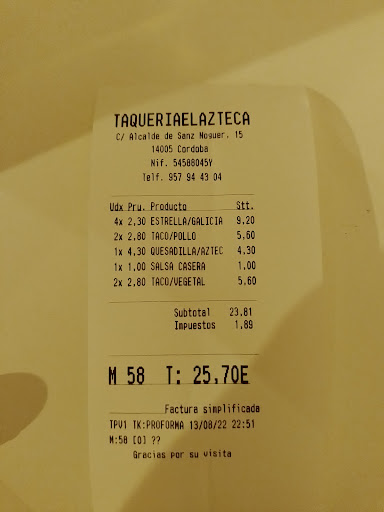 TAQUERIAELAZTECA
C/ Alcalde de Sanz Noguer, 15
14005 Cordoba
Nif. 54508045Y
Telf. 957 94 43 04
Udx Pru. Producto Stt.
4x 2,30 ESTRELLA/GALICIA 9,20
2x 2,80 TACO/POLLO 5,60
1x 4,30 QUESADILLA/AZTEC 4,30
1x 1,00 SALSA CASERA 1,00
2x 2,80 TACO/VEGETAL 5,60
Subtotal 23,81
Impuestos 1,89
M 58 T: 25,70E
Factura simplificada
TPV1 TK:PROFORMA 13/08/22 22:51
M:58 [O] ??
Gracias por su visita